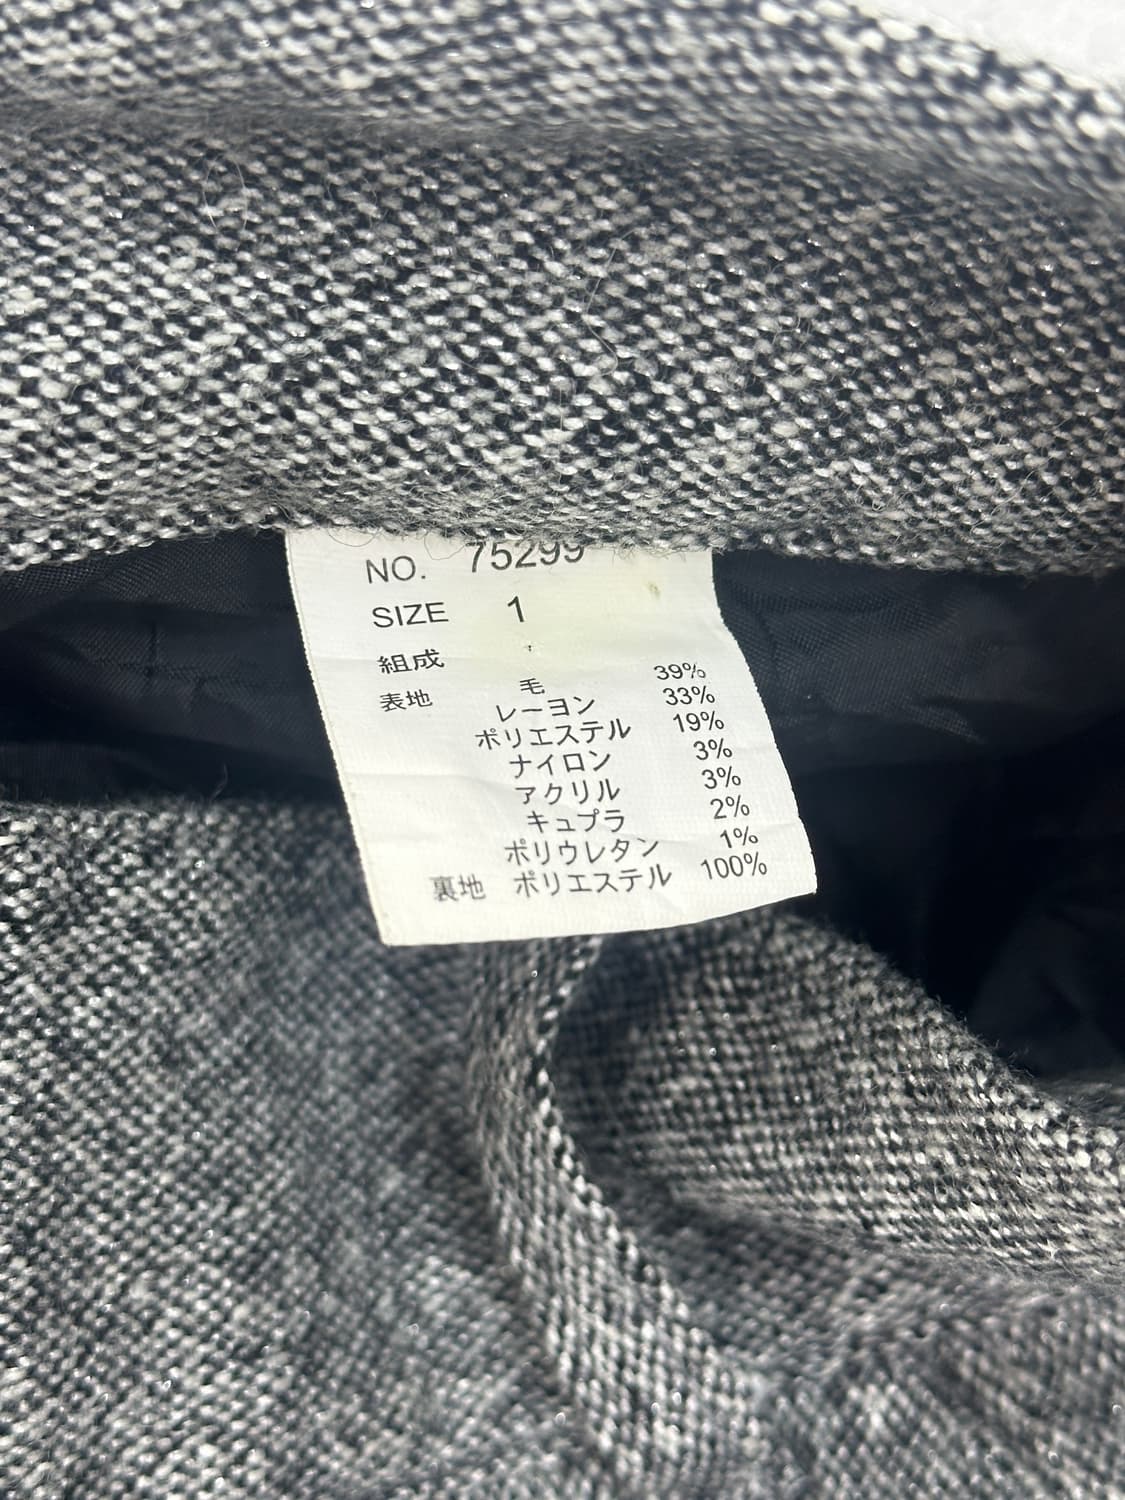 NO. 75299
SIZE 1
組成
表地 毛 39%
レーヨン 33%
ポリエステル 19%
ナイロン 3%
アクリル 3%
キュプラ 2%
ポリウレタン 1%
裏地 ポリエステル 100%